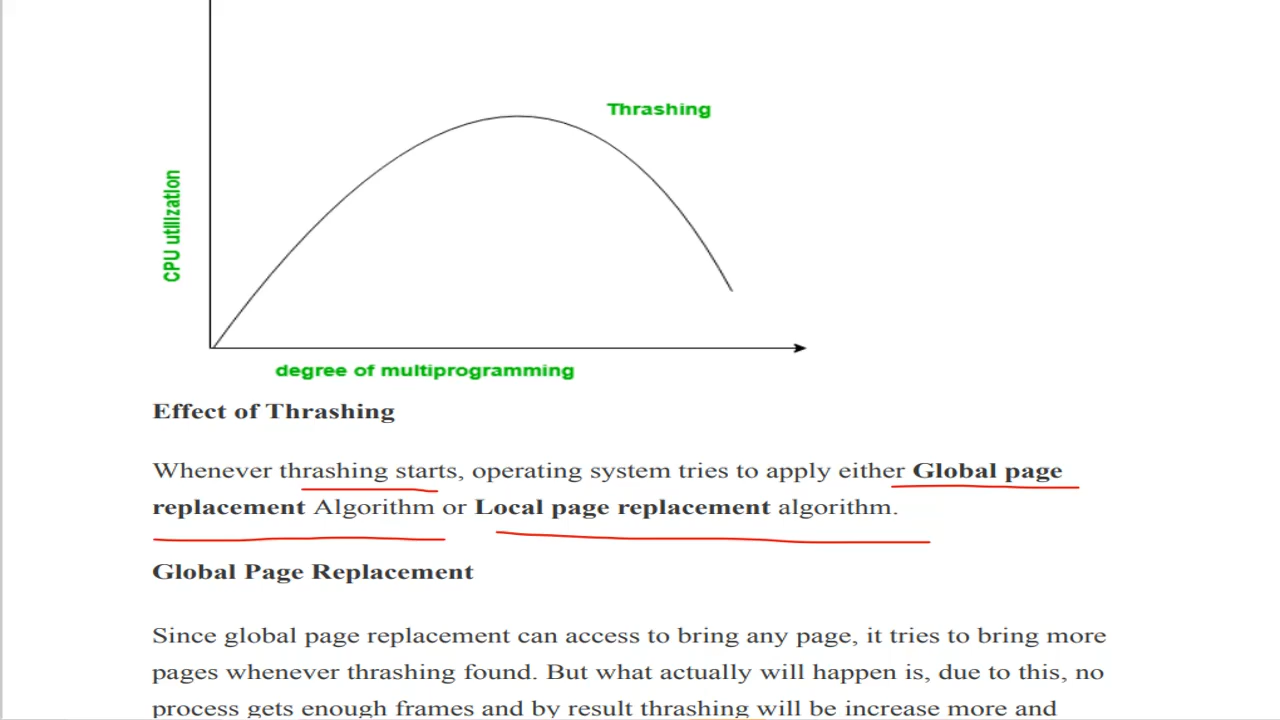 Thrashing
CPU utilization
degree of multiprogramming
Effect of Thrashing
Whenever thrashing starts, operating system tries to apply either Global page
replacement Algorithm or Local page replacement algorithm.
Global Page Replacement
Since global page replacement can access to bring any page, it tries to bring more
pages whenever thrashing found. But what actually will happen is, due to this, no
process gets enough frames and by result thrashing will be increase more and